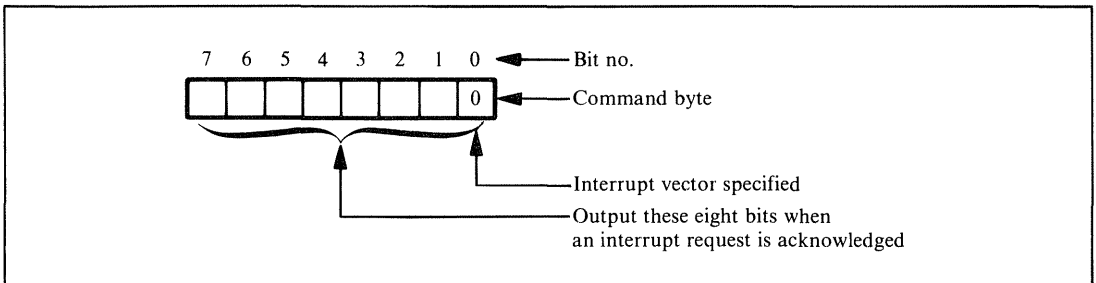 7 6 5 4 3 2 1 0 Bit no.
0 Command byte
Interrupt vector specified
Output these eight bits when
an interrupt request is acknowledged